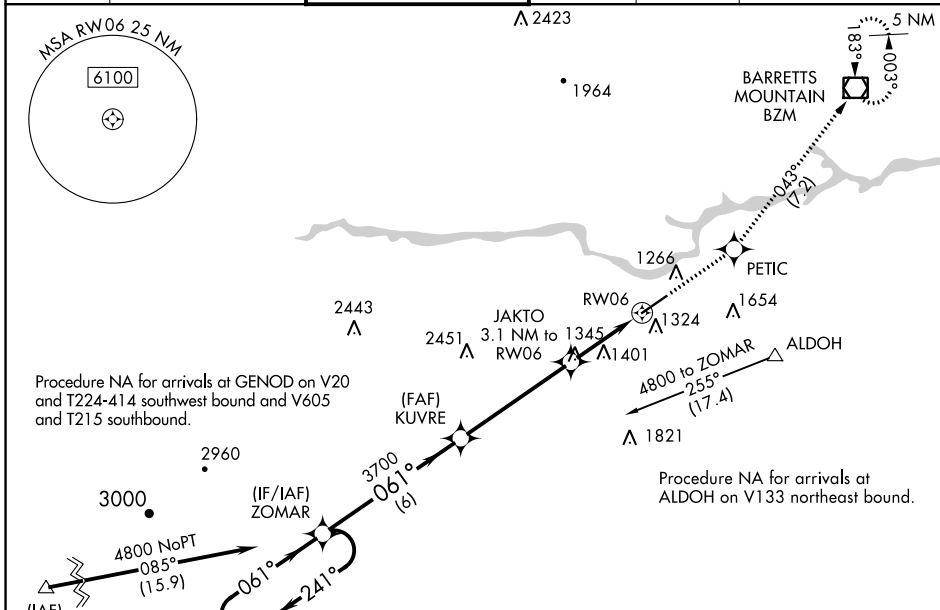 2423
5 NM
MSA RW06 25 NM
6100
1964
183°
003°
BARRETTS
MOUNTAIN
BZM
043°
(7.2)
1266
PETIC
RW06
2443
JAKTO
3.1 NM to
RW06
1345
1324
1654
2451
1401
ALDOH
4800 to ZOMAR
255°
(17.4)
Procedure NA for arrivals at GENOD on V20
and T224-414 southwest bound and V605
and T215 southbound.
(FAF)
KUVRE
1821
2960
3700
061°
(6)
Procedure NA for arrivals at
ALDOH on V133 northeast bound.
3000
(IF/IAF)
ZOMAR
4800 NoPT
085°
(15.9)
061°
241°
(IAF)